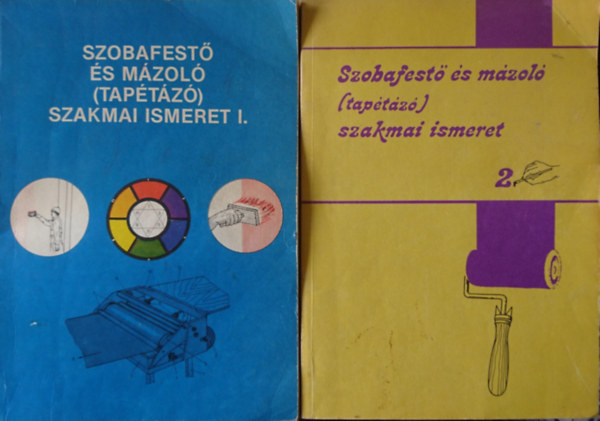 SZOBAFESTŐ
ÉS MÁZOLÓ
(TAPÉTÁZÓ)
SZAKMAI ISMERET I.
Szobafestő és mázoló
(tapétázó)
szakmai ismeret
2.